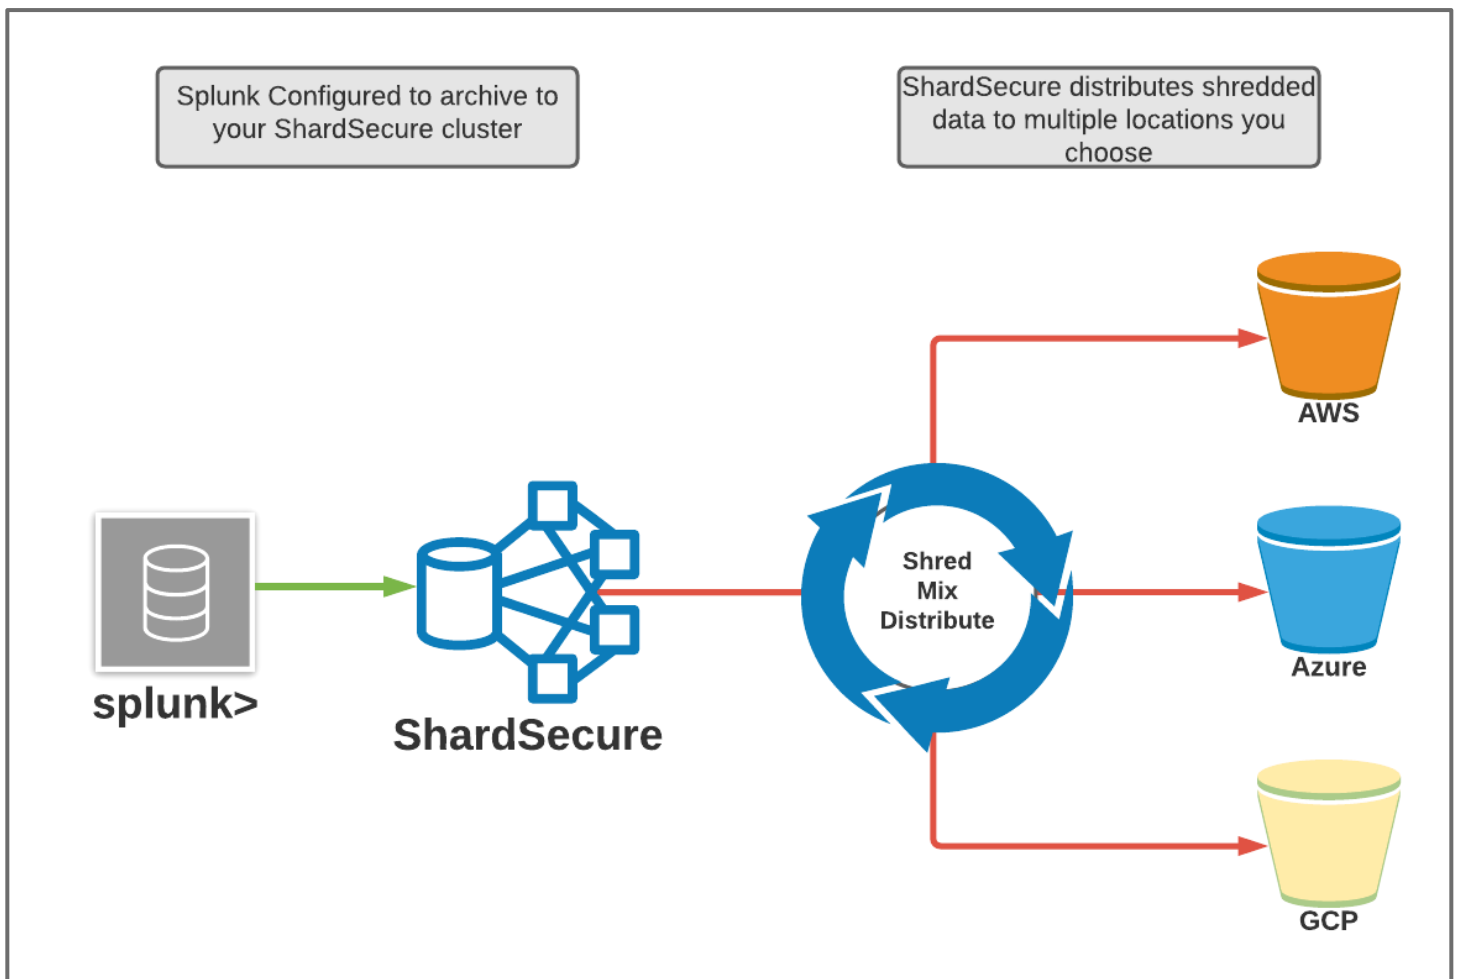 Splunk Configured to archive to
your ShardSecure cluster
ShardSecure distributes shredded
data to multiple locations you
choose
AWS
Shred
Mix
Distribute
Azure
splunk>
ShardSecure
GCP